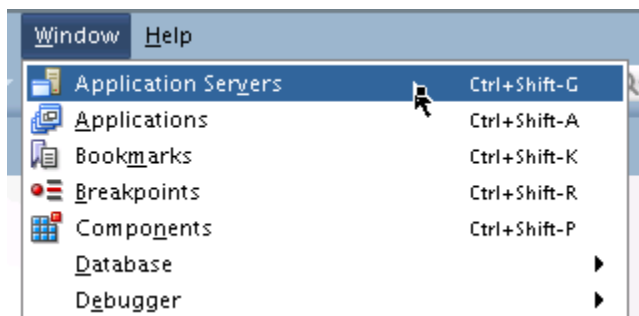 Window Help
Application Servers Ctrl+Shift-G
Applications Ctrl+Shift-A
Bookmarks Ctrl+Shift-K
Breakpoints Ctrl+Shift-R
Components Ctrl+Shift-P
Database
Debugger